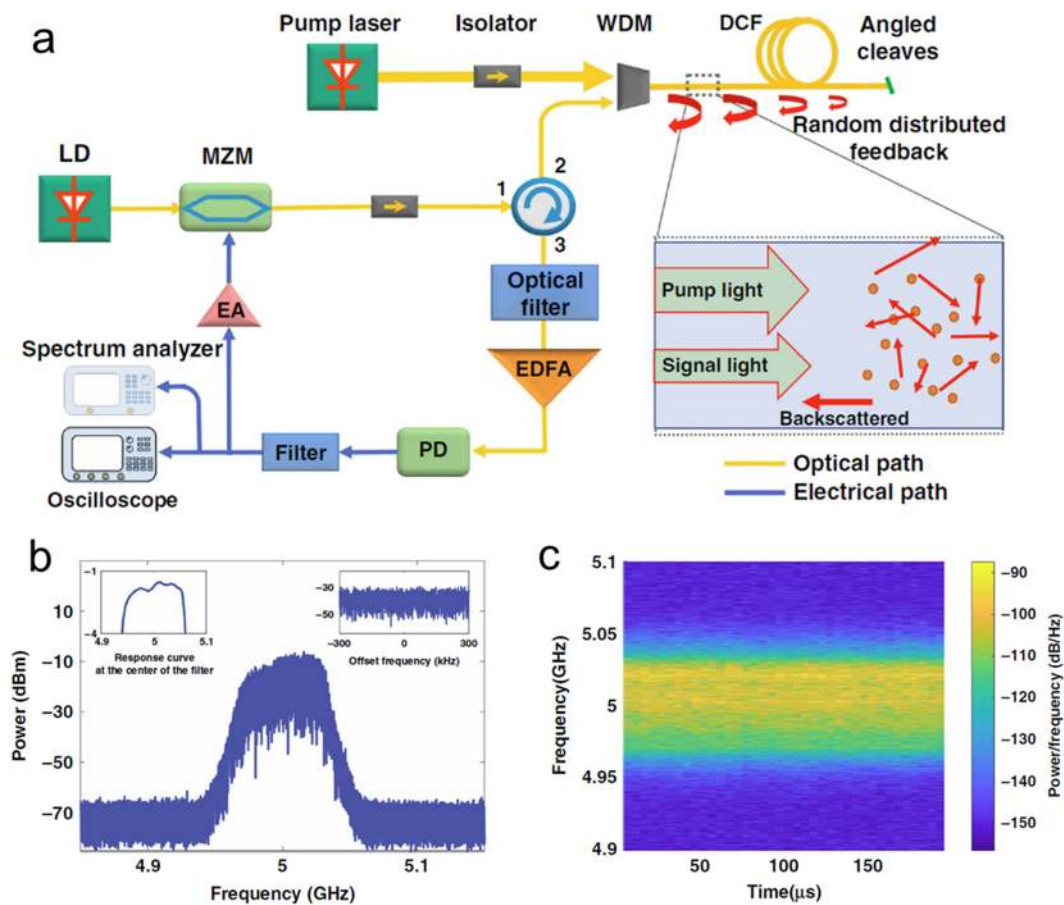 a
Pump laser
Isolator
WDM
DCF
Angled
cleaves
Random distributed
feedback
LD
MZM
1
2
3
Optical
filter
Pump light
Signal light
Backscattered
EA
EDFA
Spectrum analyzer
Filter
PD
Oscilloscope
Optical path
Electrical path
b
Power (dBm)
10
−10
−30
−50
−70
4.9
5
5.1
Frequency (GHz)
−1
−4
4.9
5
5.1
Response curve
at the center of the filter
−30
−50
−300
0
300
Offset frequency (kHz)
c
Frequency(GHz)
5.1
5.05
5
4.95
4.9
50
100
150
Time(μs)
−90
−100
−110
−120
−130
−140
−150
Power/frequency (dB/Hz)